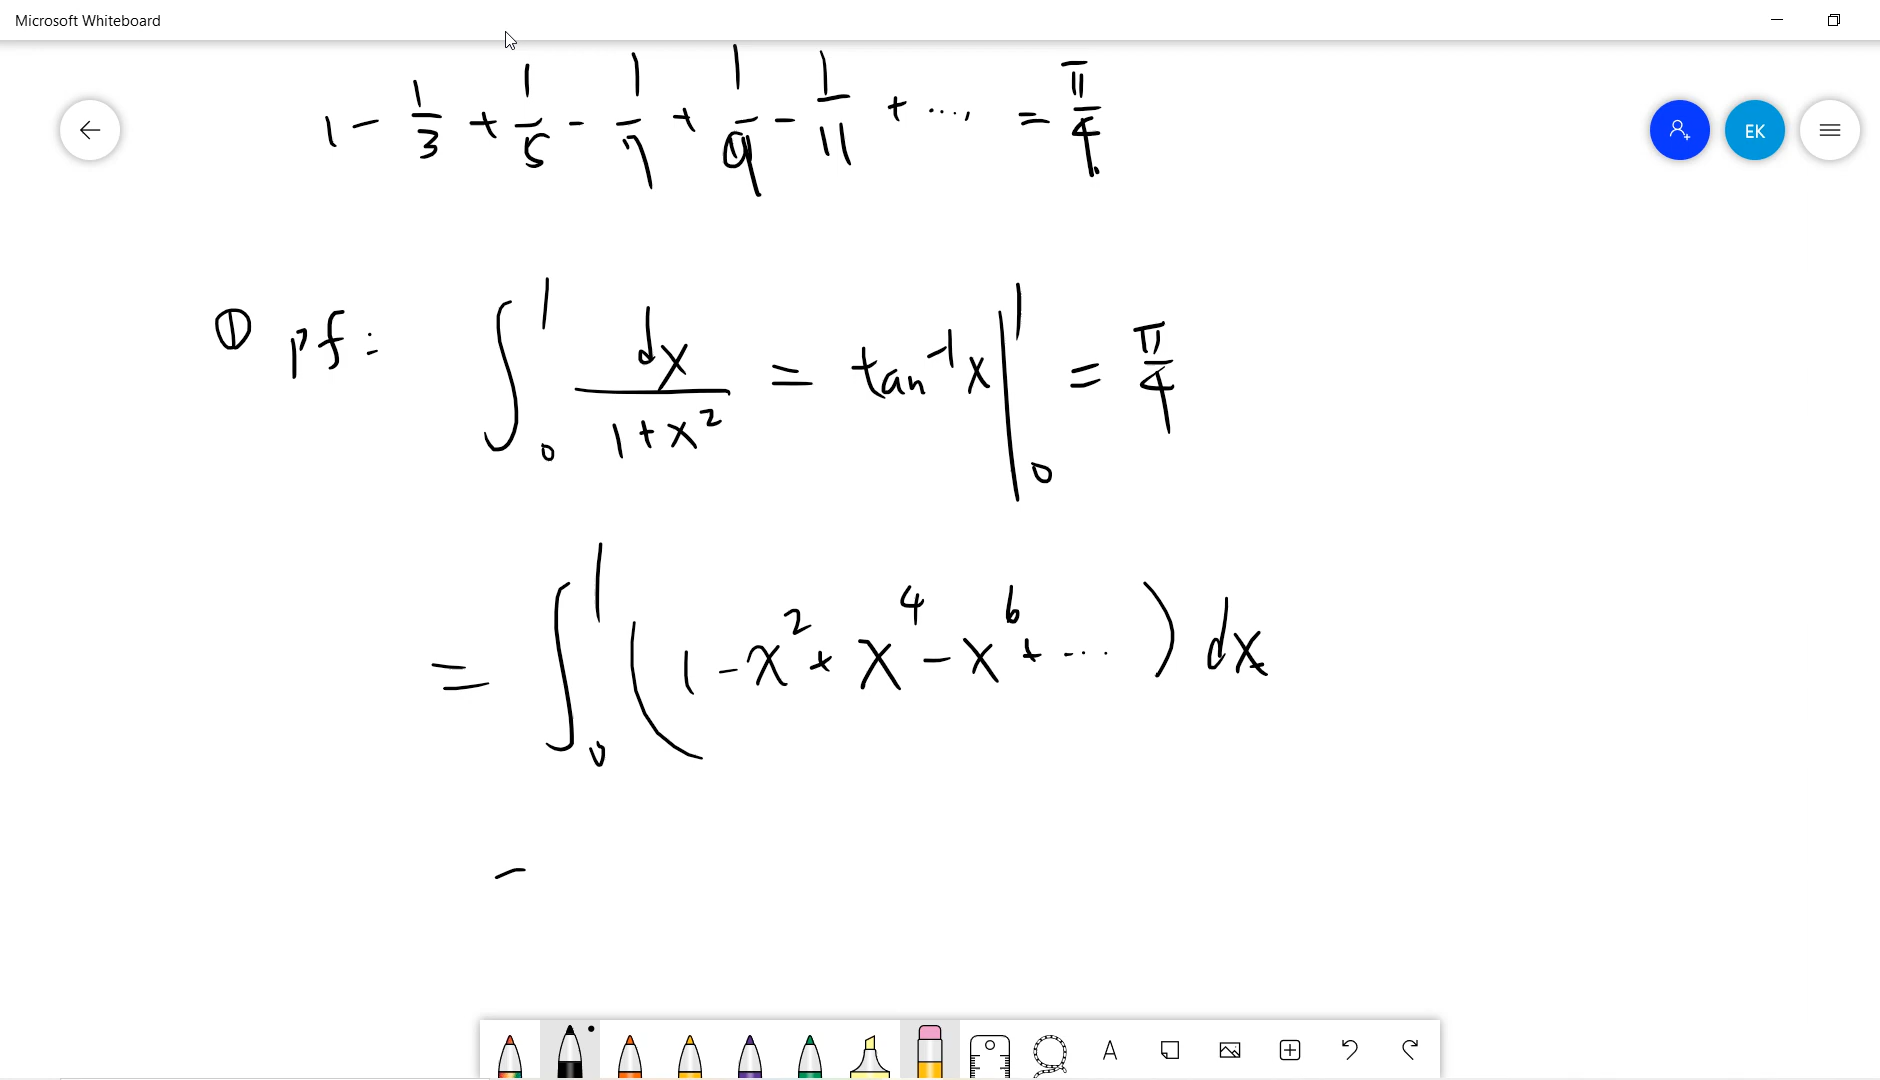 Microsoft Whiteboard
1 - 1/3 + 1/5 - 1/7 + 1/9 - 1/11 + ···· = π/4
EK
① pf: ∫₀¹ dx/(1+x²) = tan⁻¹x |₀¹ = π/4
= ∫₀¹ (1 - x² + x⁴ - x⁶ + ····) dx
-
A